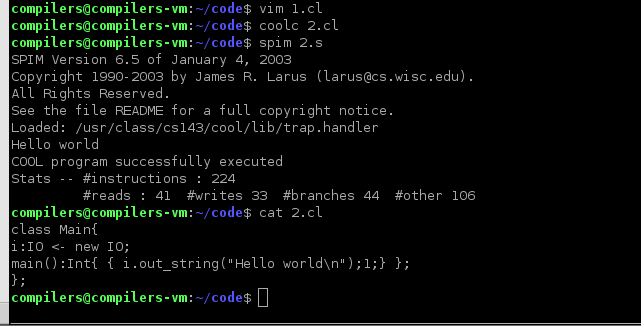 compilers@compilers-vm:~/code$ vim 1.cl
compilers@compilers-vm:~/code$ coolc 2.cl
compilers@compilers-vm:~/code$ spim 2.s
SPIM Version 6.5 of January 4, 2003
Copyright 1990-2003 by James R. Larus (larus@cs.wisc.edu).
All Rights Reserved.
See the file README for a full copyright notice.
Loaded: /usr/class/cs143/cool/lib/trap.handler
Hello world
COOL program successfully executed
Stats -- #instructions : 224
         #reads : 41  #writes 33  #branches 44  #other 106
compilers@compilers-vm:~/code$ cat 2.cl
class Main{
i:IO <- new IO;
main():Int{ { i.out_string("Hello world\n");1;} };
};
compilers@compilers-vm:~/code$